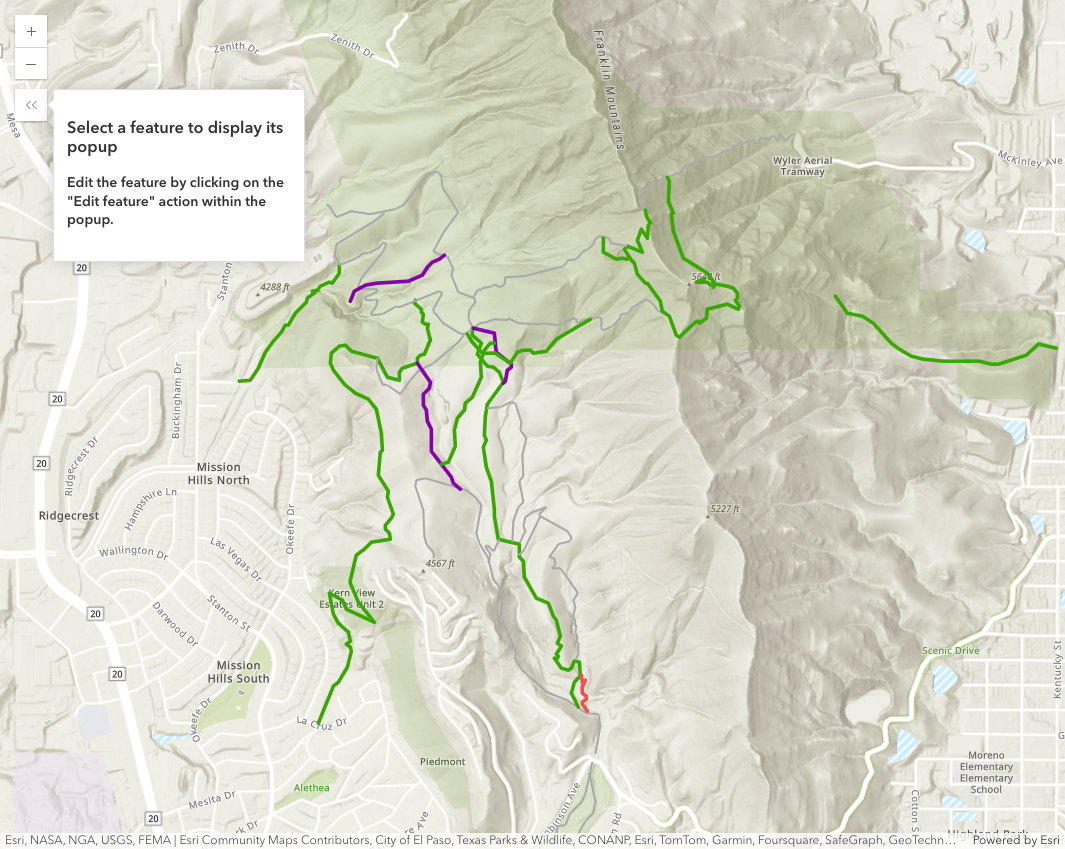 +
Zenith Dr
Zenith Dr
Franklin Mountains
−
Mesa
Select a feature to display its
popup
Edit the feature by clicking on the
"Edit feature" action within the
popup.
McKinley Ave
Wyler Aerial
Tramway
20
Stanton
4288 ft
Buckingham Dr
20
Ridgecrest Dr
20
Mission
Hills North
Hampshire Ln
Ridgecrest
Okeefe Dr
5227 ft
Wallington Dr
Las Vegas Dr
4567 ft
Kern View
Estates Unit 2
20
Darwood Dr
Stanton St
Scenic Drive
Kentucky St
Mission
Hills South
20
Okeefe Dr
La Cruz Dr
Piedmont
Moreno
Elementary
Elementary
School
Alethea
Mesita Dr
20
Cotton S
Esri, NASA, NGA, USGS, FEMA | Esri Community Maps Contributors, City of El Paso, Texas Parks & Wildlife, CONANP, Esri, TomTom, Garmin, Foursquare, SafeGraph, GeoTechn…
Powered by Esri